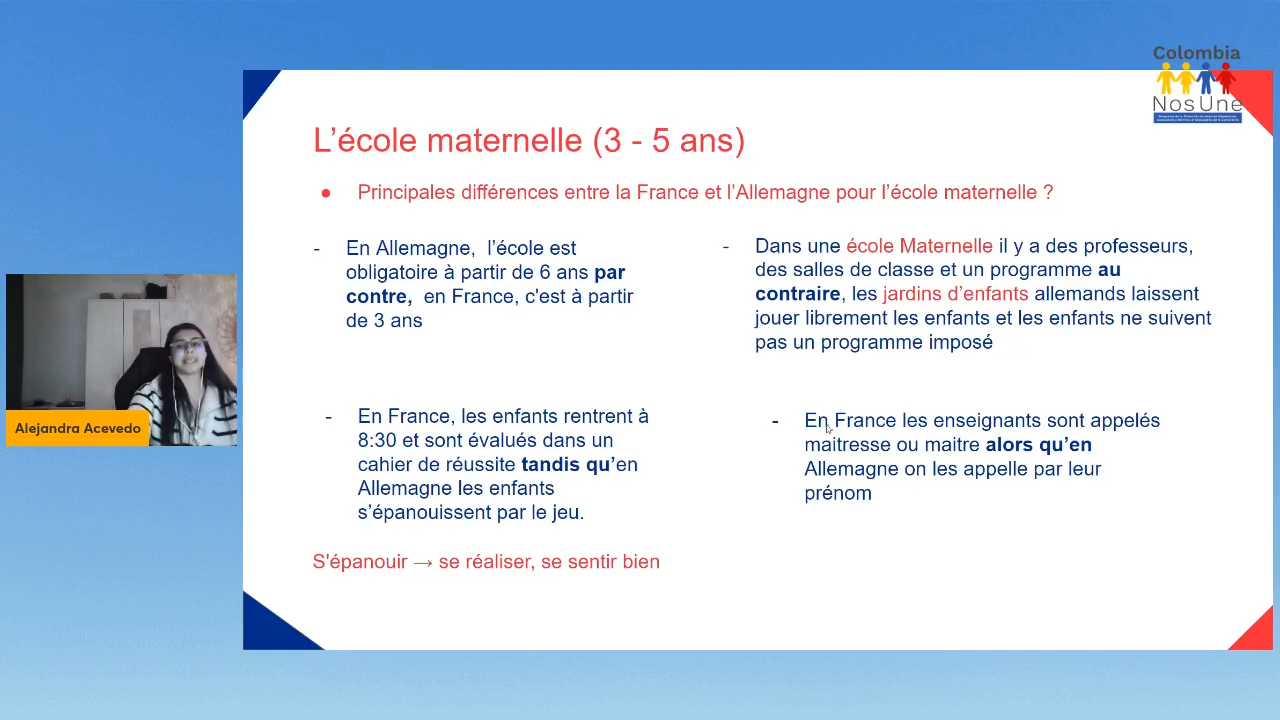 Colombia
NosUne
L'école maternelle (3 - 5 ans)
● Principales différences entre la France et l'Allemagne pour l'école maternelle ?
- En Allemagne, l'école est
obligatoire à partir de 6 ans par
contre, en France, c'est à partir
de 3 ans
- Dans une école Maternelle il y a des professeurs,
des salles de classe et un programme au
contraire, les jardins d'enfants allemands laissent
jouer librement les enfants et les enfants ne suivent
pas un programme imposé
- En France, les enfants rentrent à
8:30 et sont évalués dans un
cahier de réussite tandis qu'en
Allemagne les enfants
s'épanouissent par le jeu.
- En France les enseignants sont appelés
maitresse ou maitre alors qu'en
Allemagne on les appelle par leur
prénom
S'épanouir → se réaliser, se sentir bien
Alejandra Acevedo